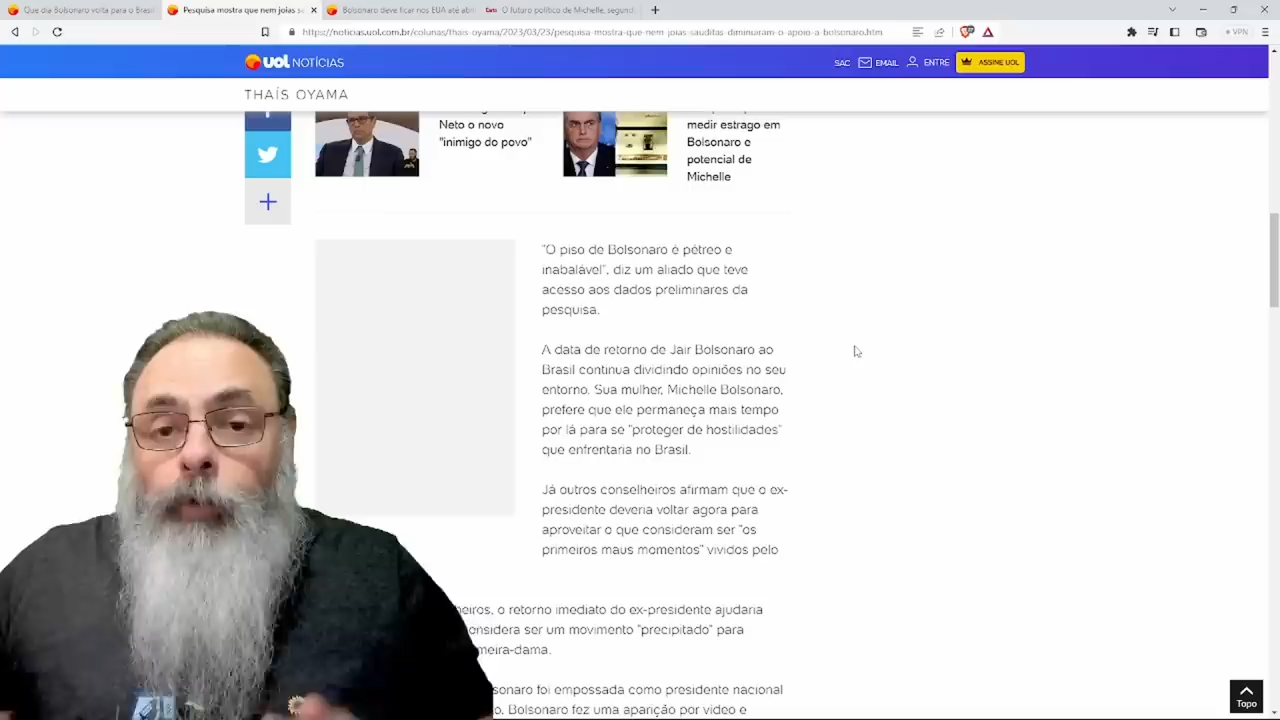 Que dia Bolsonaro volta para o Brasil
Pesquisa mostra que nem joias sa
Bolsonaro deve ficar nos EUA até abr
O futuro político de Michelle, segund
https://noticias.uol.com.br/colunas/thais-oyama/2023/03/23/pesquisa-mostra-que-nem-joias-sauditas-diminuiram-o-apoio-a-bolsonaro.htm
VPN
UOL NOTÍCIAS
SAC
EMAIL
ENTRE
ASSINE UOL
THAÍS OYAMA
Neto o novo
"inimigo do povo"
medir estrago em
Bolsonaro e
potencial de
Michelle
"O piso de Bolsonaro é pétreo e
inabalável", diz um aliado que teve
acesso aos dados preliminares da
pesquisa.
A data de retorno de Jair Bolsonaro ao
Brasil continua dividindo opiniões no seu
entorno. Sua mulher, Michelle Bolsonaro,
prefere que ele permaneça mais tempo
por lá para se "proteger de hostilidades"
que enfrentaria no Brasil.
Já outros conselheiros afirmam que o ex-
presidente deveria voltar agora para
aproveitar o que consideram ser "os
primeiros maus momentos" vividos pelo
heiros, o retorno imediato do ex-presidente ajudaria
onsidera ser um movimento "precipitado" para
meira-dama.
sonaro foi empossada como presidente nacional
o, Bolsonaro fez uma aparição por vídeo e
Topo